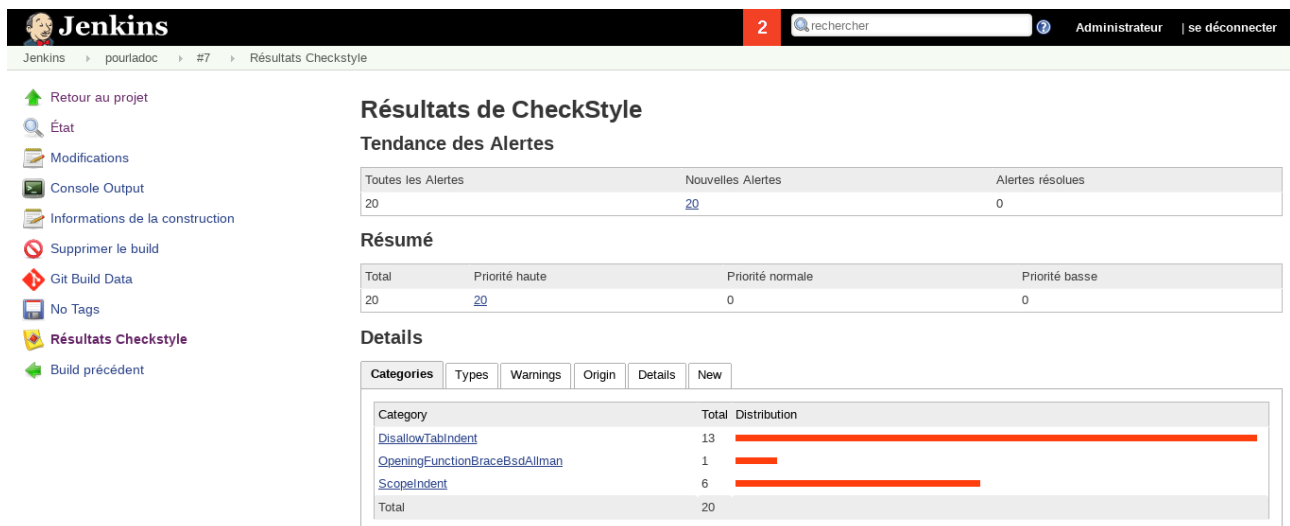 Jenkins
2
rechercher
Administrateur | se déconnecter
Jenkins pourladoc #7 Résultats Checkstyle
Retour au projet
État
Modifications
Console Output
Informations de la construction
Supprimer le build
Git Build Data
No Tags
Résultats Checkstyle
Build précédent
Résultats de CheckStyle
Tendance des Alertes
Toutes les Alertes Nouvelles Alertes Alertes résolues
20 20 0
Résumé
Total Priorité haute Priorité normale Priorité basse
20 20 0 0
Details
Categories Types Warnings Origin Details New
Category Total Distribution
DisallowTabIndent 13
OpeningFunctionBraceBsdAllman 1
ScopeIndent 6
Total 20